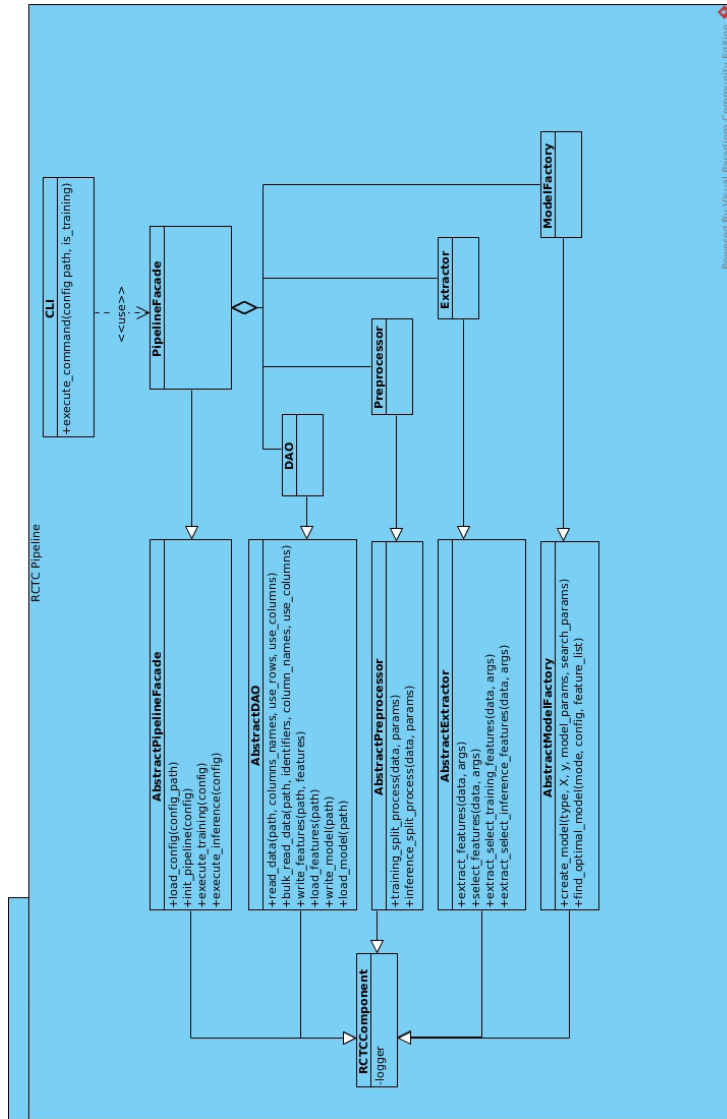 RCTC Pipeline
RCTCComponent
-logger
AbstractPipelineFacade
+load_config(config_path)
+init_pipeline(config)
+execute_training(config)
+execute_inference(config)
AbstractDAO
+read_data(path, columns_names, use_rows, use_columns)
+bulk_read_data(path, identifiers, column_names, use_columns)
+write_features(path, features)
+load_features(path)
+write_model(path)
+load_model(path)
AbstractPreprocessor
+training_split_process(data, params)
+inference_split_process(data, params)
AbstractExtractor
+extract_features(data, args)
+select_features(data, args)
+extract_select_training_features(data, args)
+extract_select_inference_features(data, args)
AbstractModelFactory
+create_model(type, X, y, model_params, search_params)
+find_optimal_model(mode, config, feature_list)
CLI
+execute_command(config path, is_training)
<<use>>
PipelineFacade
DAO
Preprocessor
Extractor
ModelFactory
Powered By Visual Paradigm Community Edition